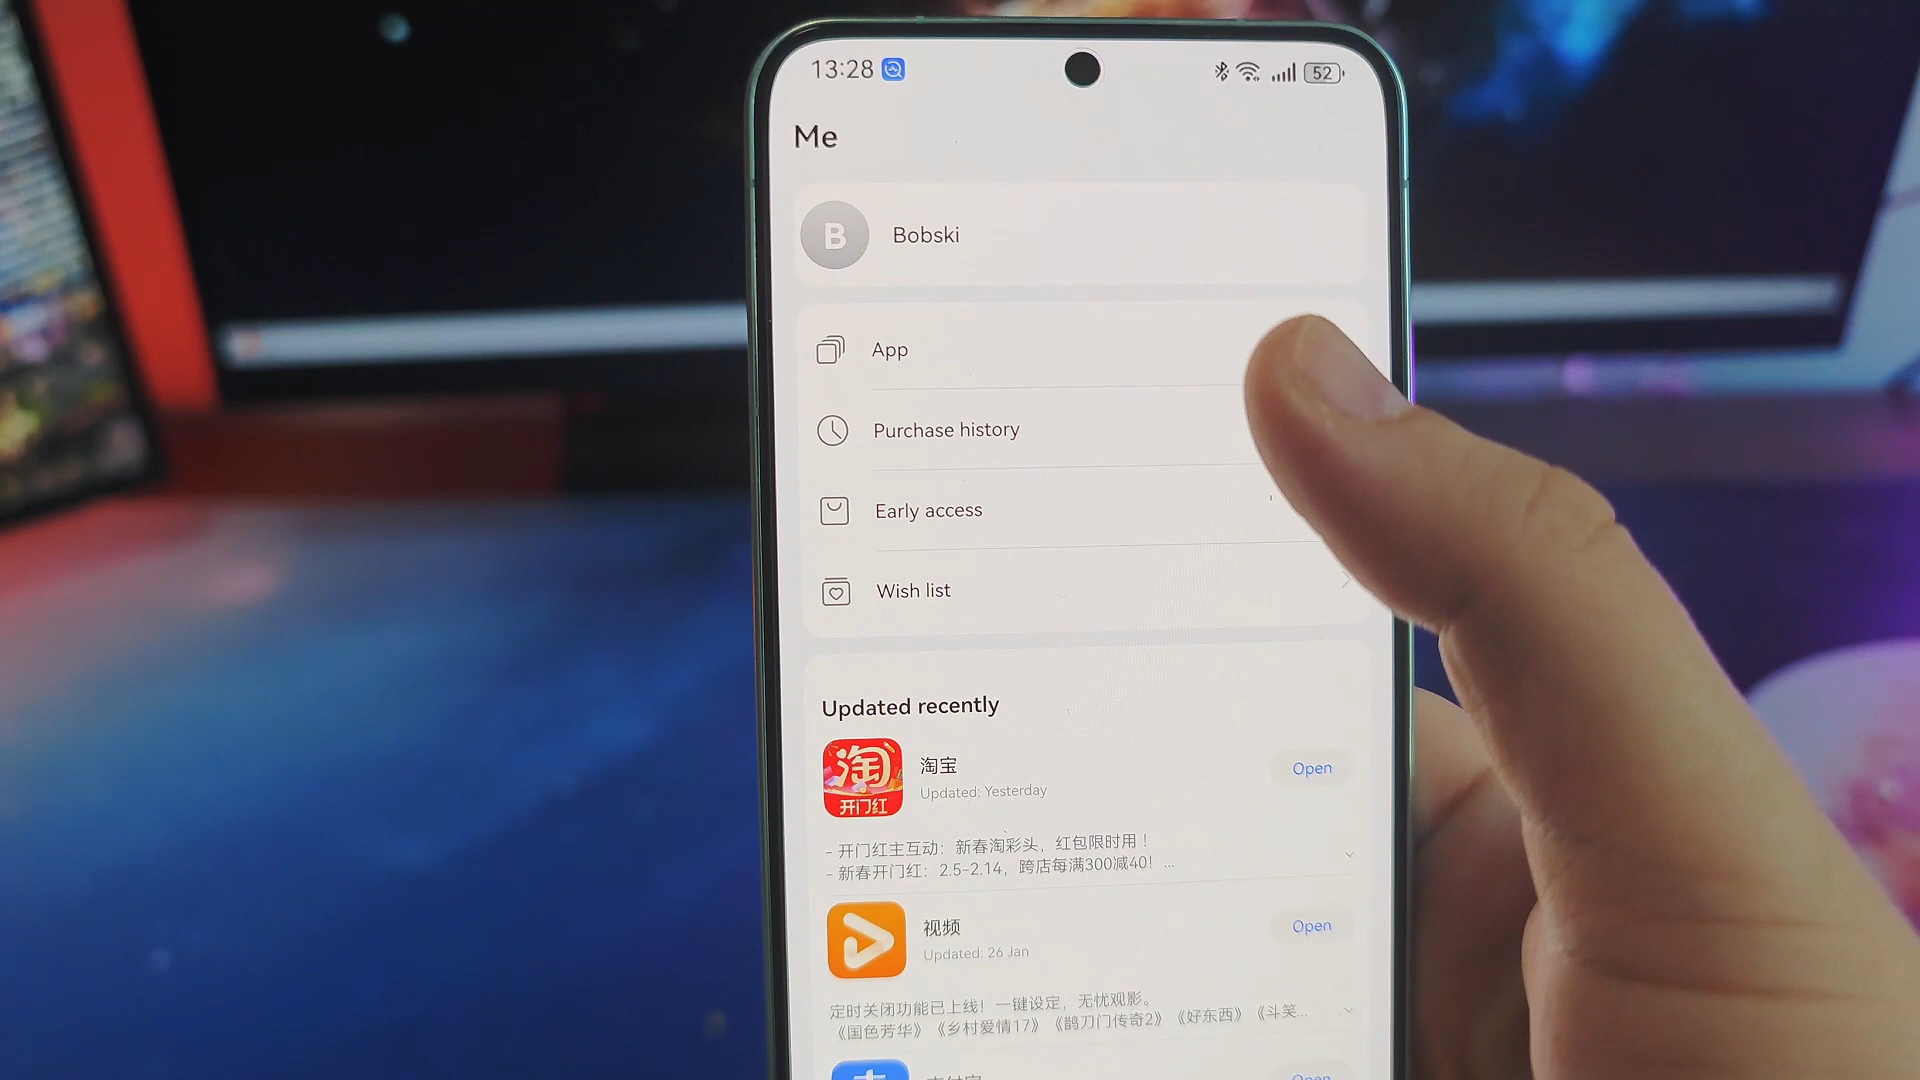 13:28
52
Me
B
Bobski
App
Purchase history
Early access
Wish list
Updated recently
淘
开门红
淘宝
Updated: Yesterday
Open
- 开门红主互动：新春淘彩头，红包限时用！
- 新春开门红：2.5-2.14，跨店每满300减40！...
视频
Updated: 26 Jan
Open
定时关闭功能已上线！一键设定，无忧观影。
《国色芳华》《乡村爱情17》《鹊刀门传奇2》《好东西》《斗笑...
Open